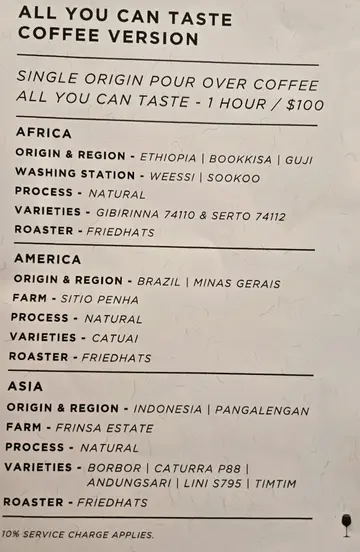 ALL YOU CAN TASTE
COFFEE VERSION
SINGLE ORIGIN POUR OVER COFFEE
ALL YOU CAN TASTE - 1 HOUR / $100
AFRICA
ORIGIN & REGION - ETHIOPIA | BOOKKISA | GUJI
WASHING STATION - WEESSI | SOOKOO
PROCESS - NATURAL
VARIETIES - GIBIRINNA 74110 & SERTO 74112
ROASTER - FRIEDHATS
AMERICA
ORIGIN & REGION - BRAZIL | MINAS GERAIS
FARM - SITIO PENHA
PROCESS - NATURAL
VARIETIES - CATUAI
ROASTER - FRIEDHATS
ASIA
ORIGIN & REGION - INDONESIA | PANGALENGAN
FARM - FRINSA ESTATE
PROCESS - NATURAL
VARIETIES - BORBOR | CATURRA P88 |
ANDUNGSARI | LINI S795 | TIMTIM
ROASTER - FRIEDHATS
10% SERVICE CHARGE APPLIES.